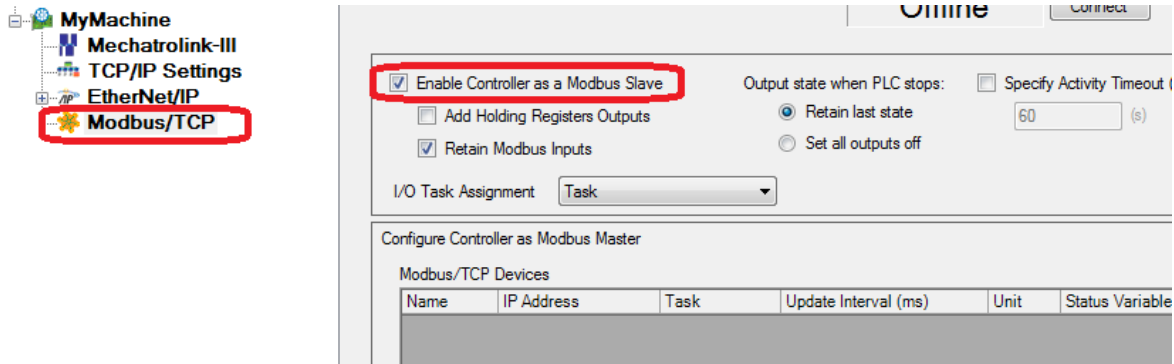 MyMachine
Mechatrolink-III
TCP/IP Settings
EtherNet/IP
Modbus/TCP
Offline
Connect
Enable Controller as a Modbus Slave
Add Holding Registers Outputs
Retain Modbus Inputs
I/O Task Assignment Task
Output state when PLC stops:
Retain last state
Set all outputs off
Specify Activity Timeout (
60 (s)
Configure Controller as Modbus Master
Modbus/TCP Devices
Name IP Address Task Update Interval (ms) Unit Status Variable